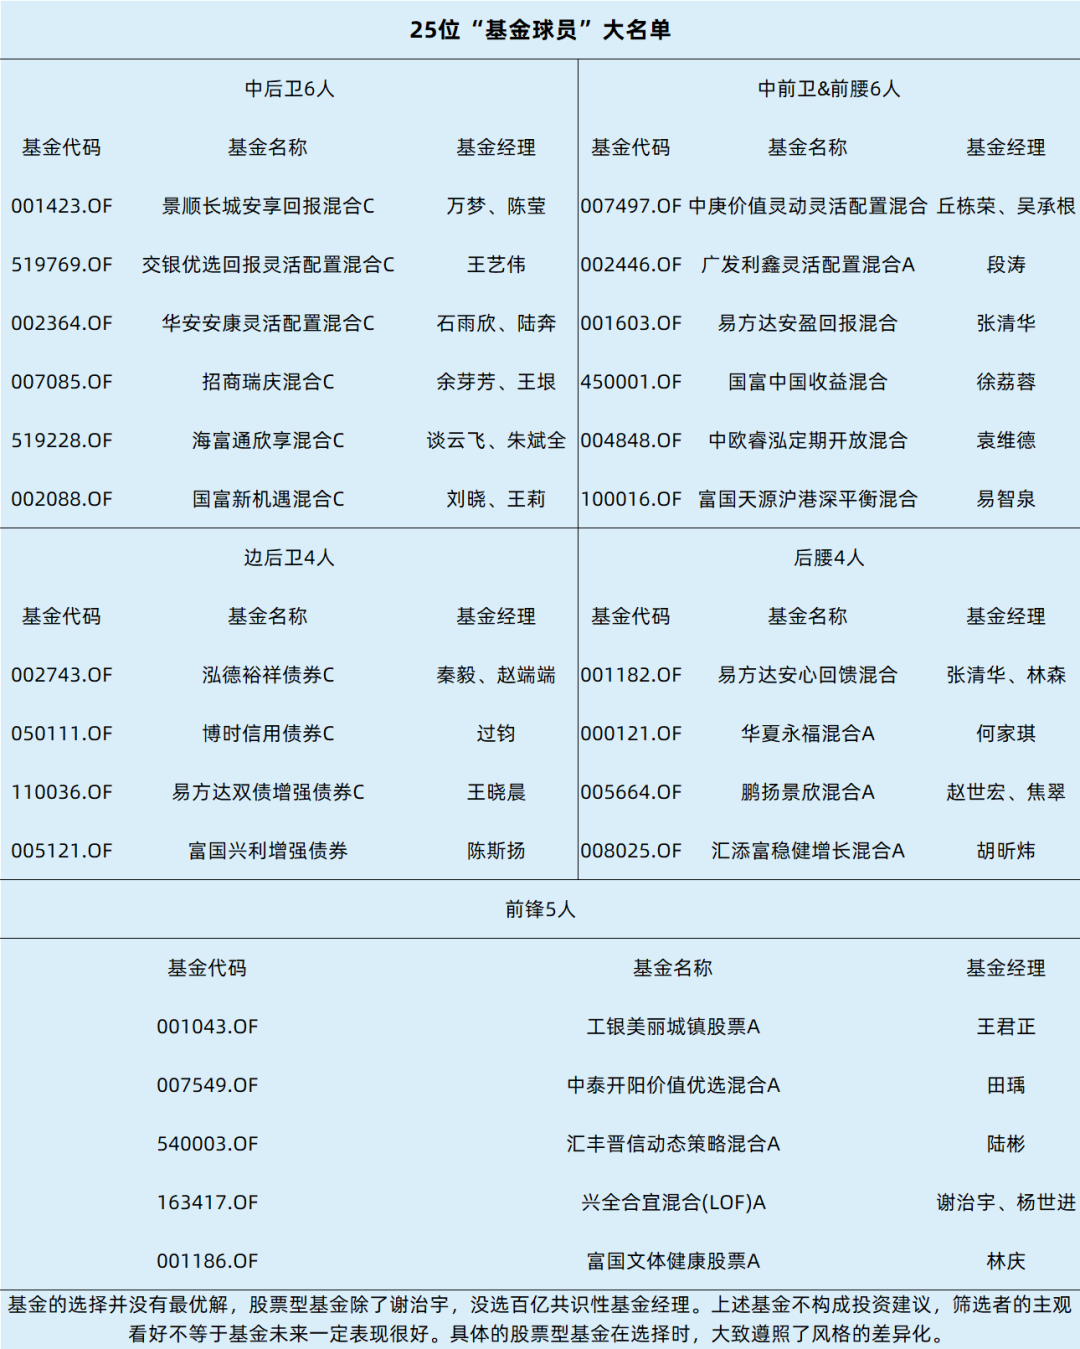 25位“基金球员”大名单
中后卫6人
基金代码 基金名称 基金经理
001423.OF 景顺长城安享回报混合C 万梦、陈莹
519769.OF 交银优选回报灵活配置混合C 王艺伟
002364.OF 华安安康灵活配置混合C 石雨欣、陆奔
007085.OF 招商瑞庆混合C 余芽芳、王垠
519228.OF 海富通欣享混合C 谈云飞、朱斌全
002088.OF 国富新机遇混合C 刘晓、王莉
中前卫&前腰6人
基金代码 基金名称 基金经理
007497.OF 中庚价值灵动灵活配置混合 丘栋荣、吴承根
002446.OF 广发利鑫灵活配置混合A 段涛
001603.OF 易方达安盈回报混合 张清华
450001.OF 国富中国收益混合 徐荔蓉
004848.OF 中欧睿泓定期开放混合 袁维德
100016.OF 富国天源沪港深平衡混合 易智泉
边后卫4人
基金代码 基金名称 基金经理
002743.OF 泓德裕祥债券C 秦毅、赵端端
050111.OF 博时信用债券C 过钧
110036.OF 易方达双债增强债券C 王晓晨
005121.OF 富国兴利增强债券 陈斯扬
后腰4人
基金代码 基金名称 基金经理
001182.OF 易方达安心回馈混合 张清华、林森
000121.OF 华夏永福混合A 何家琪
005664.OF 鹏扬景欣混合A 赵世宏、焦翠
008025.OF 汇添富稳健增长混合A 胡昕炜
前锋5人
基金代码 基金名称 基金经理
001043.OF 工银美丽城镇股票A 王君正
007549.OF 中泰开阳价值优选混合A 田瑀
540003.OF 汇丰晋信动态策略混合A 陆彬
163417.OF 兴全合宜混合(LOF)A 谢治宇、杨世进
001186.OF 富国文体健康股票A 林庆
基金的选择并没有最优解，股票型基金除了谢治宇，没选百亿共识性基金经理。上述基金不构成投资建议，筛选者的主观
看好不等于基金未来一定表现很好。具体的股票型基金在选择时，大致遵照了风格的差异化。